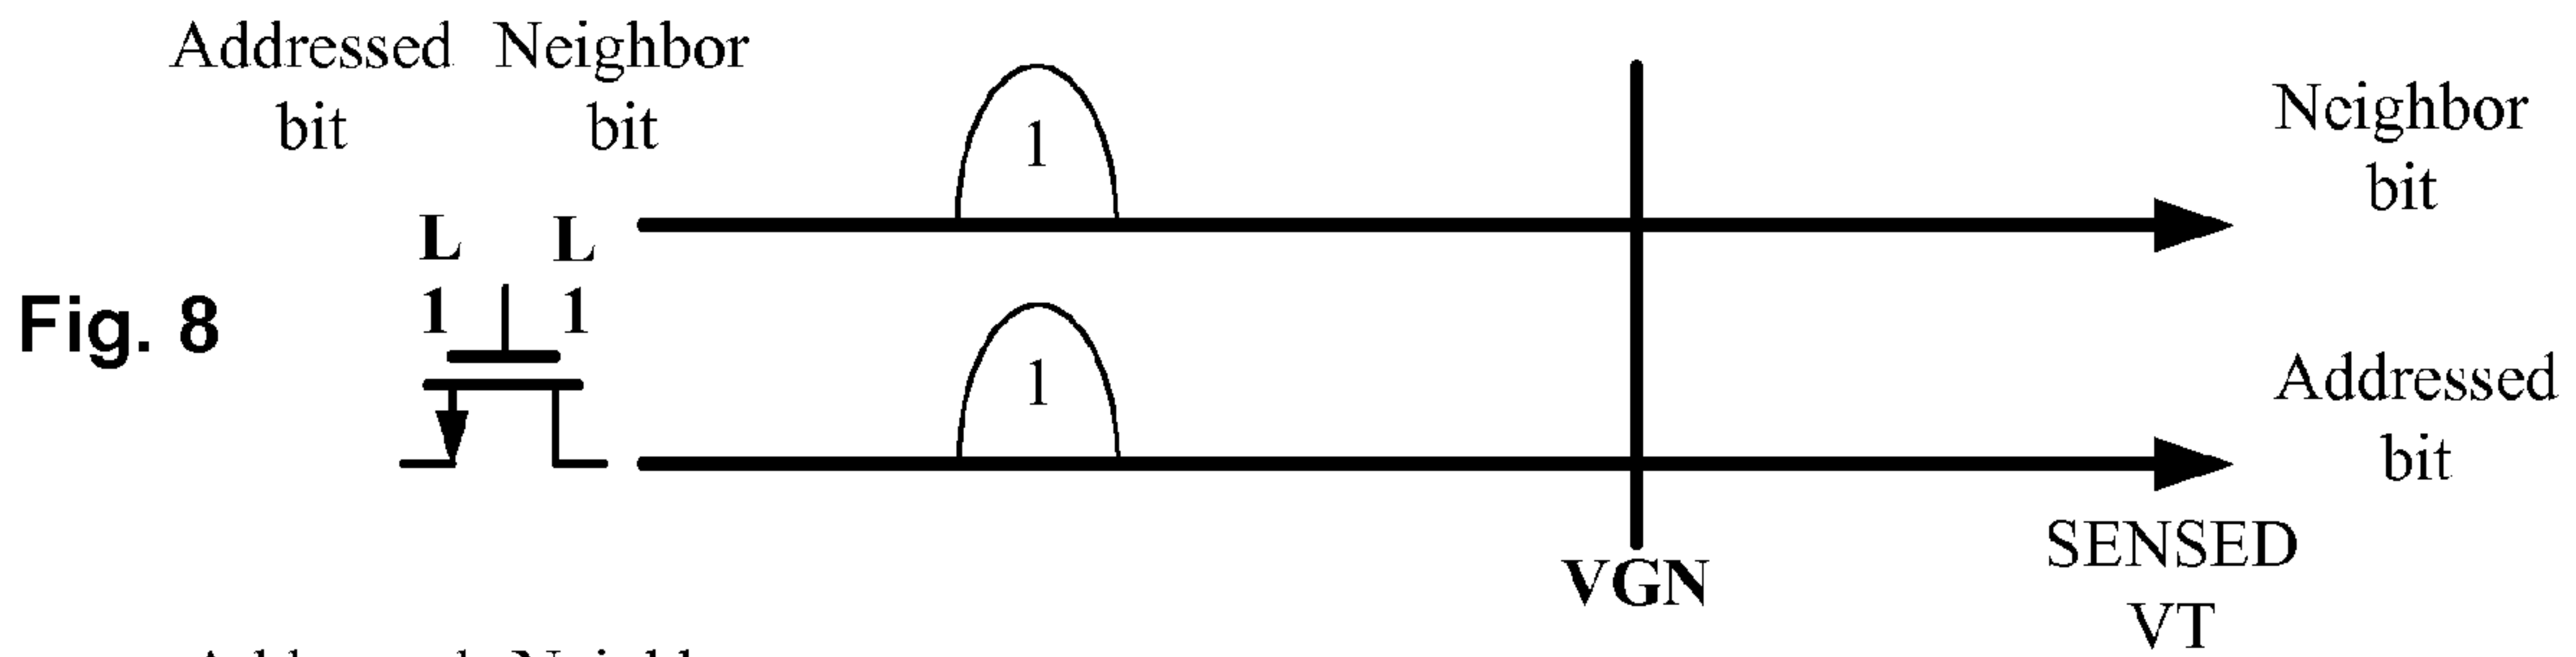 Addressed Neighbor
bit bit
1
Neighbor
bit
L L
1 1
Fig. 8
1
Addressed
bit
VGN
SENSED
VT